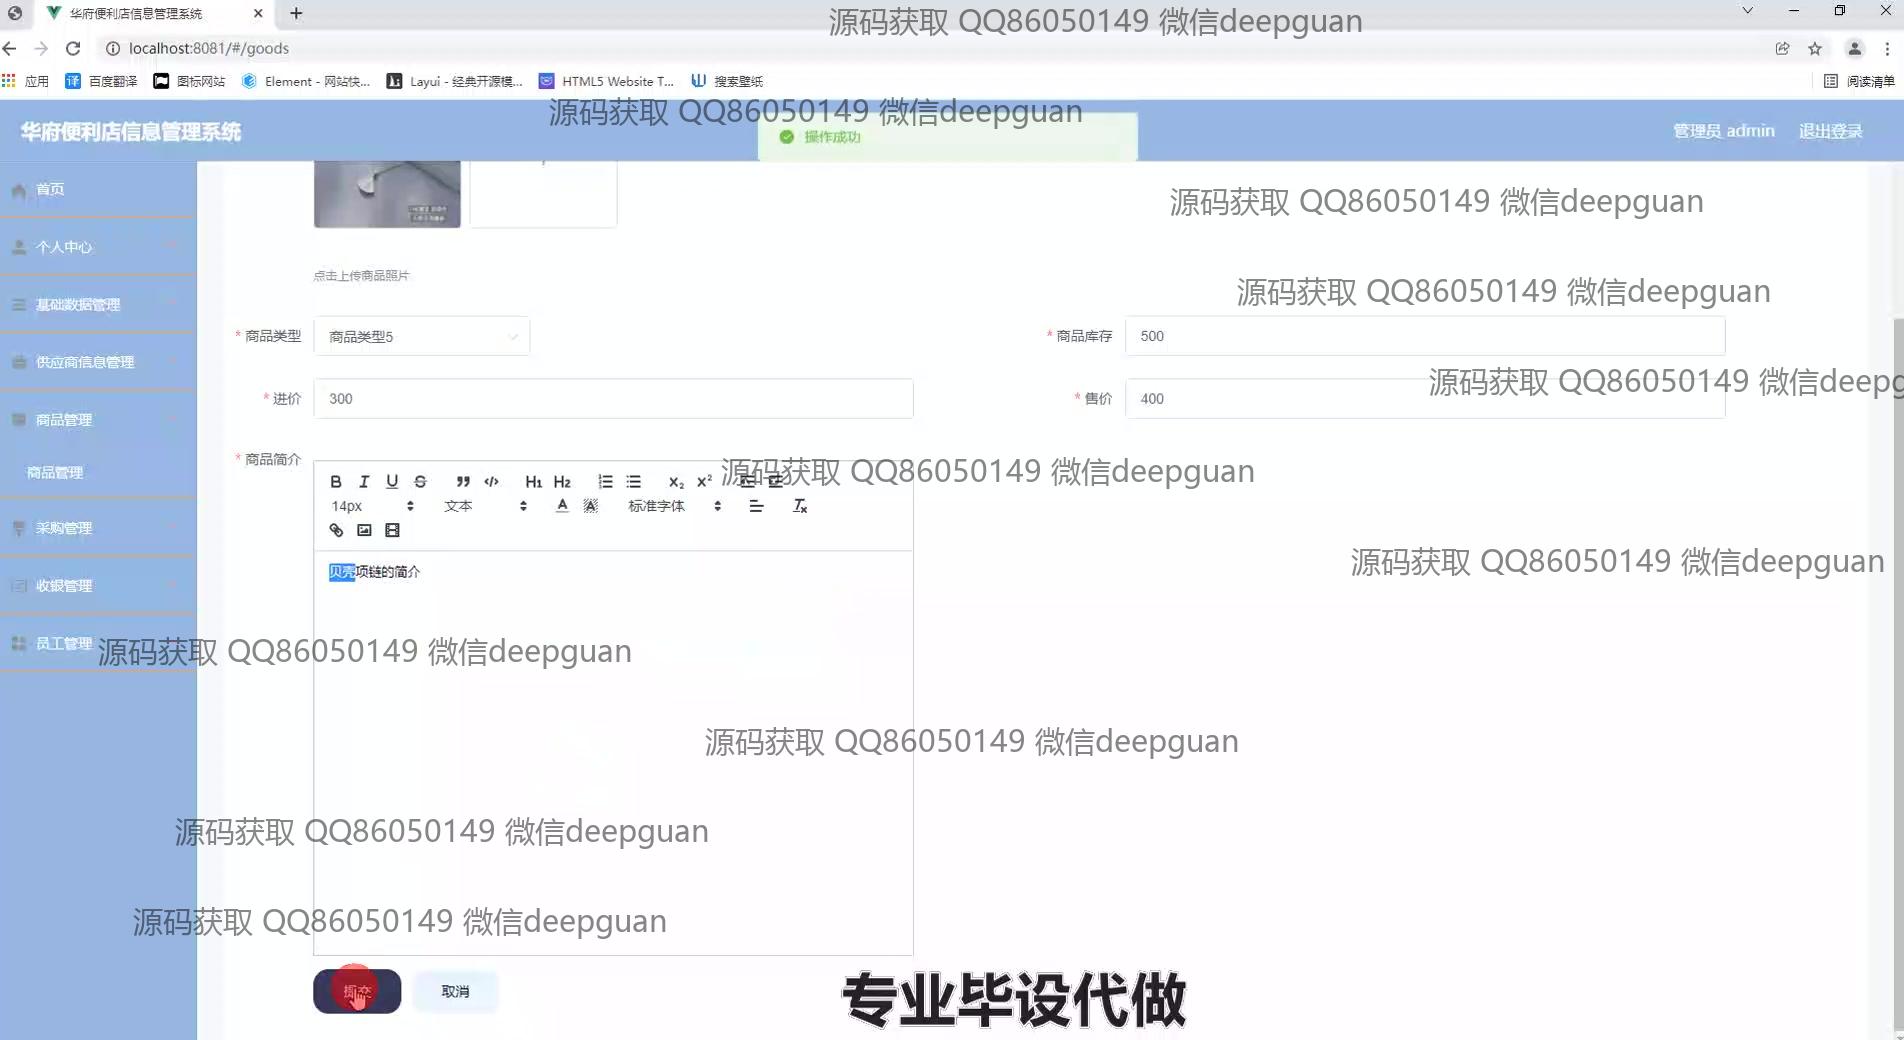 华府便利店信息管理系统
源码获取 QQ86050149 微信deepguan
localhost:8081/#/goods
应用 百度翻译 图标网站 Element - 网站快... Layui - 经典开源模... HTML5 Website T... 搜索壁纸 阅读清单
源码获取 QQ86050149 微信deepguan
华府便利店信息管理系统
操作成功
管理员 admin 退出登录
首页
源码获取 QQ86050149 微信deepguan
个人中心
点击上传商品照片
源码获取 QQ86050149 微信deepguan
基础数据管理
* 商品类型 商品类型5
* 商品库存 500
供应商信息管理
源码获取 QQ86050149 微信deepg
* 进价 300
* 售价 400
商品管理
* 商品简介
商品管理
源码获取 QQ86050149 微信deepguan
B I U S H1 H2 x₂ x²
14px 文本 A A 标准字体 Tx
采购管理
源码获取 QQ86050149 微信deepguan
贝壳项链的简介
收银管理
员工管理
源码获取 QQ86050149 微信deepguan
源码获取 QQ86050149 微信deepguan
源码获取 QQ86050149 微信deepguan
源码获取 QQ86050149 微信deepguan
提交 取消
专业毕设代做